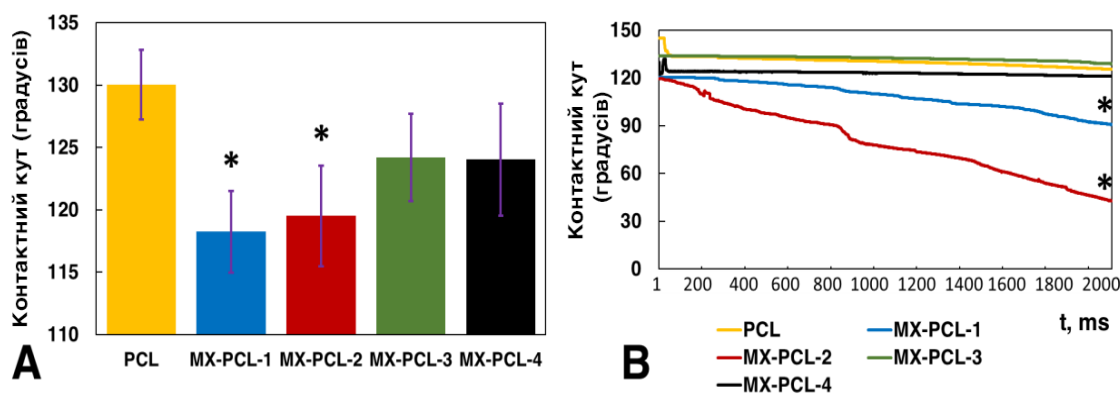 Контактний кут (градусів)
135
130
125
120
115
110
*
*
PCL
MX-PCL-1
MX-PCL-2
MX-PCL-3
MX-PCL-4
A
Контактний кут
(градусів)
150
120
90
60
30
0
*
*
1
200
400
600
800
1000
1200
1400
1600
1800
2000
t, ms
PCL
MX-PCL-1
MX-PCL-2
MX-PCL-3
MX-PCL-4
B